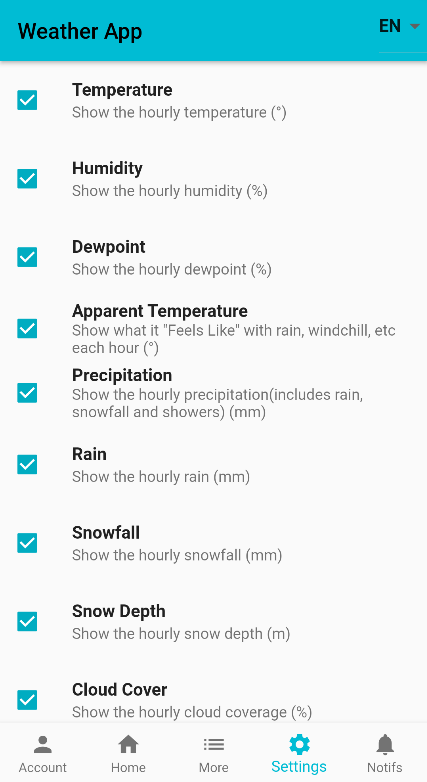 Weather App
EN
Temperature
Show the hourly temperature (°)
Humidity
Show the hourly humidity (%)
Dewpoint
Show the hourly dewpoint (%)
Apparent Temperature
Show what it "Feels Like" with rain, windchill, etc
each hour (°)
Precipitation
Show the hourly precipitation(includes rain,
snowfall and showers) (mm)
Rain
Show the hourly rain (mm)
Snowfall
Show the hourly snowfall (mm)
Snow Depth
Show the hourly snow depth (m)
Cloud Cover
Show the hourly cloud coverage (%)
Account
Home
More
Settings
Notifs